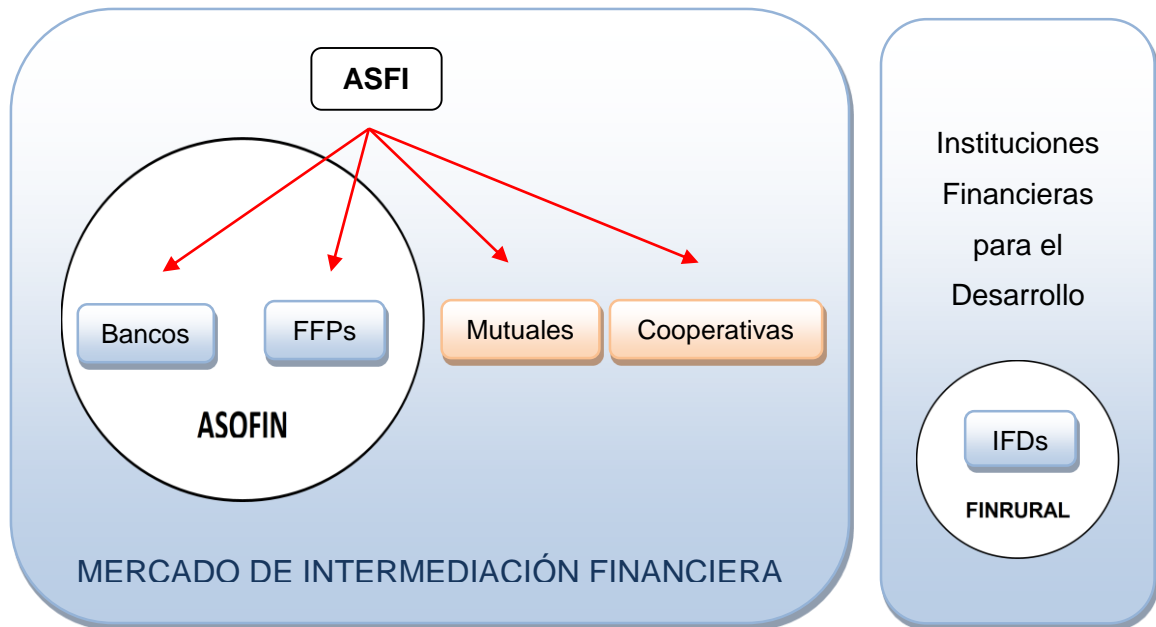 ASFI
Bancos
FFPs
Mutuales
Cooperativas
ASOFIN
MERCADO DE INTERMEDIACIÓN FINANCIERA
Instituciones
Financieras
para el
Desarrollo
IFDs
FINRURAL